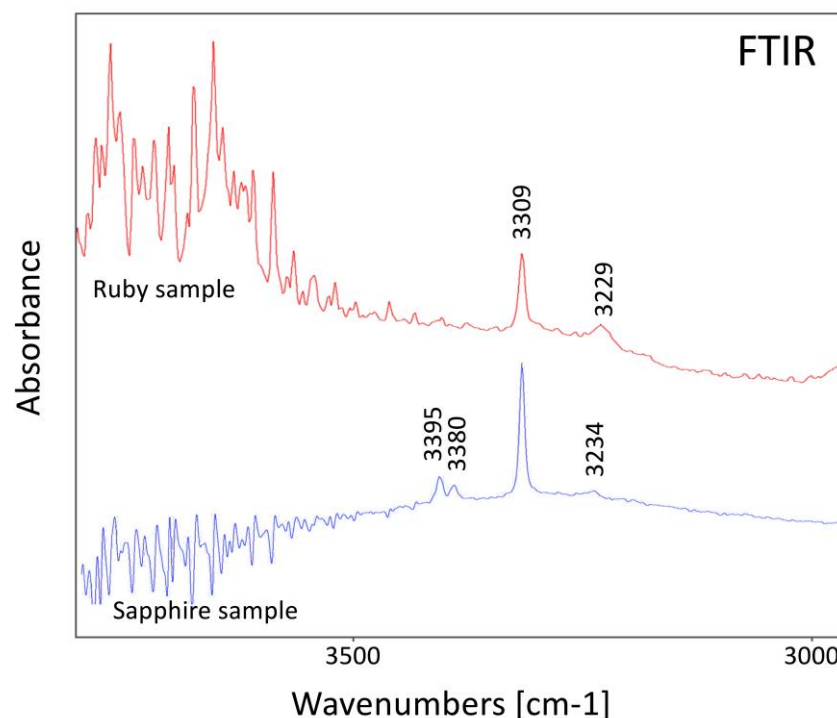 FTIR
3309
3229
Ruby sample
Absorbance
3395
3380
3234
Sapphire sample
3500
3000
Wavenumbers [cm-1]